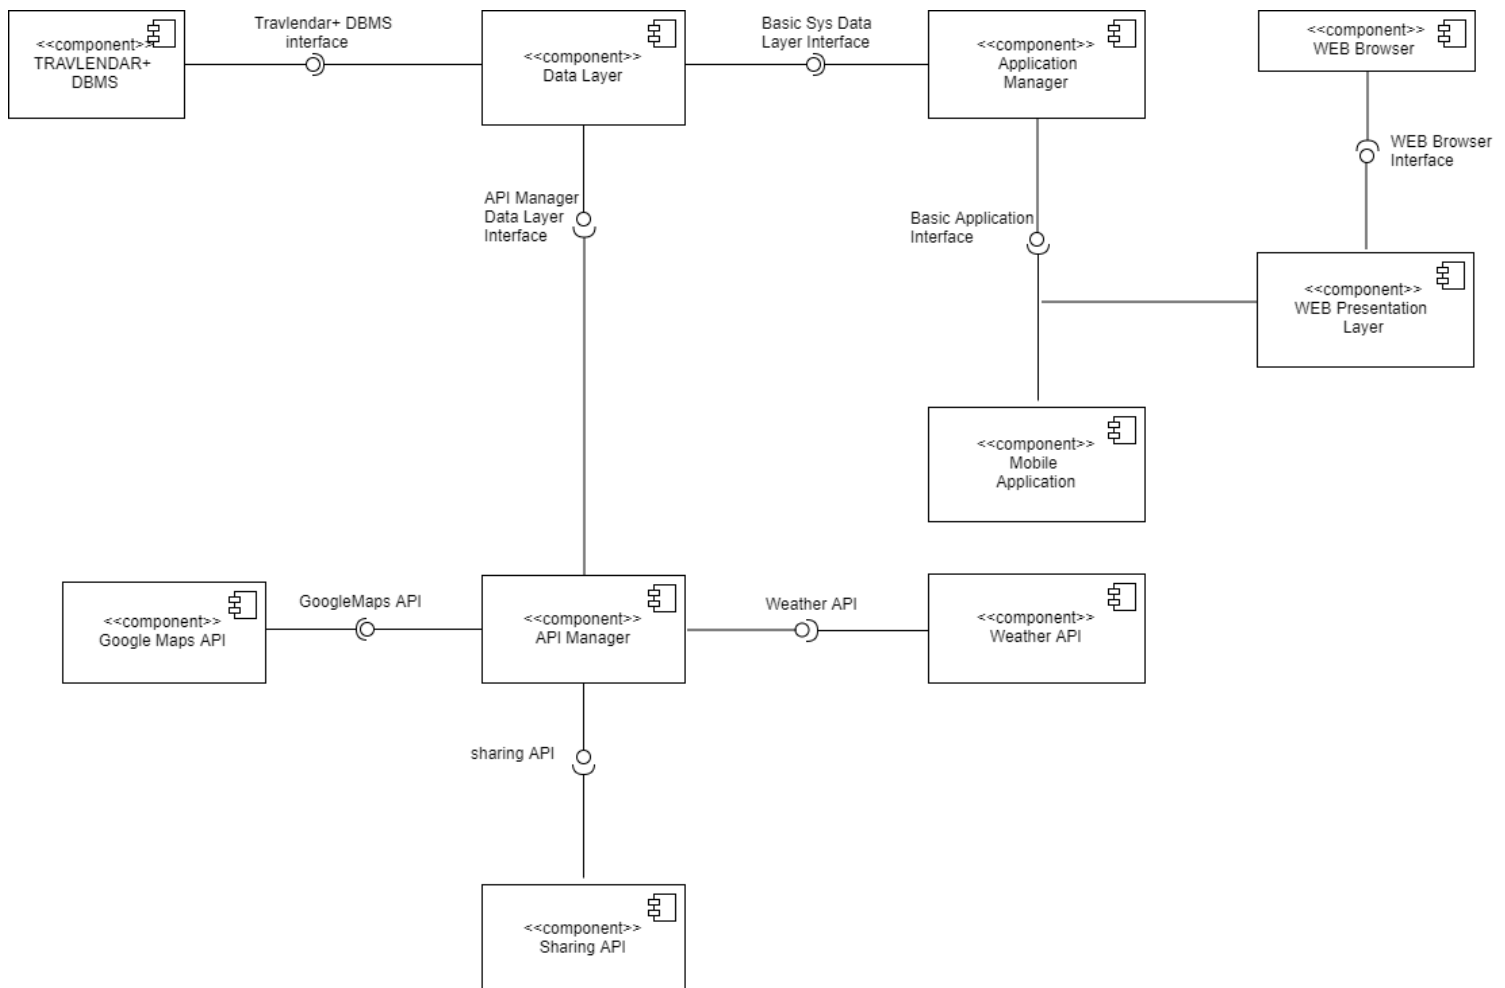 <<component>>
TRAVLENDAR+
DBMS
Travlendar+ DBMS
interface
<<component>>
Data Layer
Basic Sys Data
Layer Interface
<<component>>
Application
Manager
<<component>>
WEB Browser
WEB Browser
Interface
API Manager
Data Layer
Interface
Basic Application
Interface
<<component>>
WEB Presentation
Layer
<<component>>
Mobile
Application
<<component>>
Google Maps API
GoogleMaps API
<<component>>
API Manager
Weather API
<<component>>
Weather API
sharing API
<<component>>
Sharing API